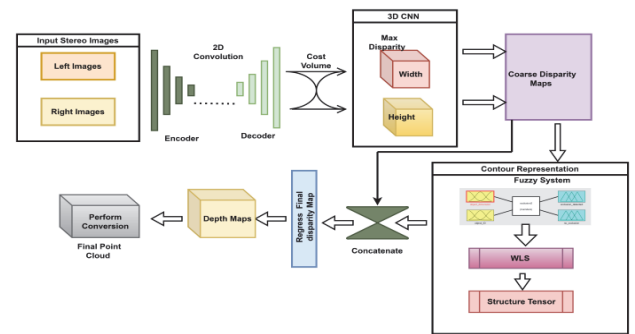 Input Stereo Images
Left Images
Right Images
2D
Convolution
Encoder
Decoder
Cost
Volume
3D CNN
Max
Disparity
Width
Height
Coarse Disparity
Maps
Contour Representation
Fuzzy System
WLS
Structure Tensor
Concatenate
Regress Final
disparity Map
Depth Maps
Perform
Conversion
Final Point
Cloud